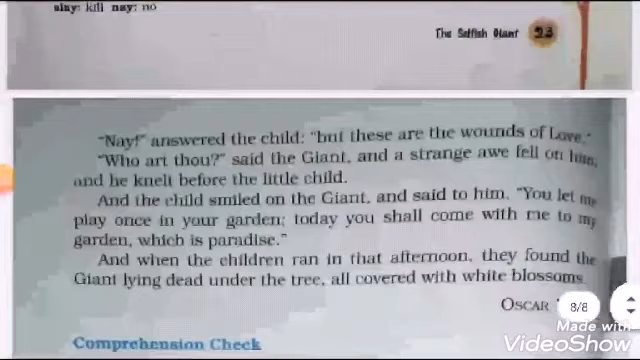 slay: kill nay: no
The Selfish Giant 23
"Nay!" answered the child: "but these are the wounds of Love."
"Who art thou?" said the Giant, and a strange awe fell on him,
and he knelt before the little child.
And the child smiled on the Giant, and said to him, "You let me
play once in your garden; today you shall come with me to my
garden, which is paradise."
And when the children ran in that afternoon, they found the
Giant lying dead under the tree, all covered with white blossoms
OSCAR
8/8
Comprehension Check
Made with
VideoShow